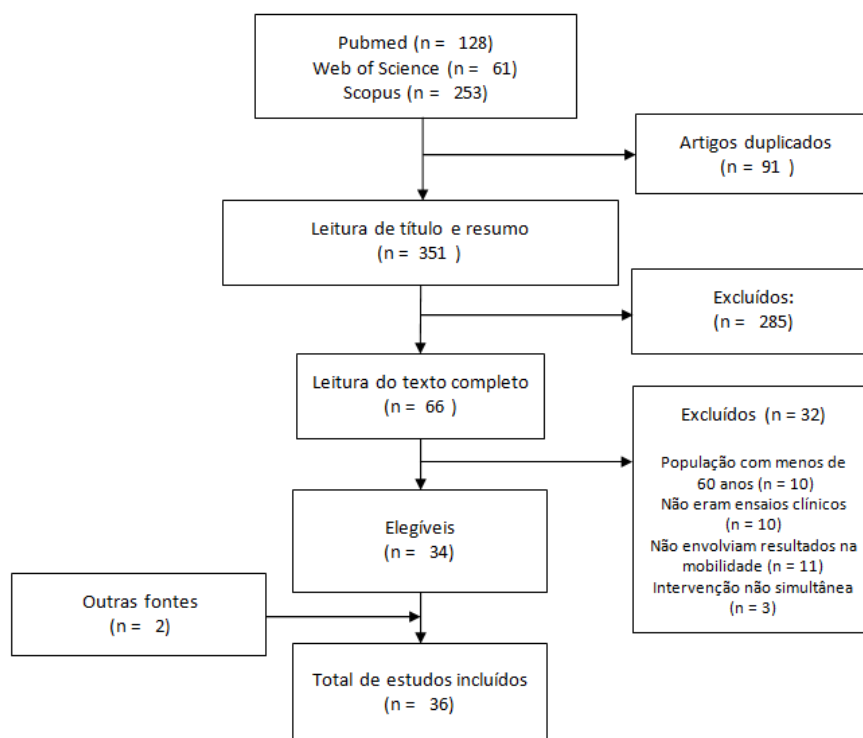 Pubmed (n = 128)
Web of Science (n = 61)
Scopus (n = 253)
Artigos duplicados
(n = 91 )
Leitura de título e resumo
(n = 351 )
Excluídos:
(n = 285)
Leitura do texto completo
(n = 66 )
Excluídos (n = 32)
População com menos de
60 anos (n = 10)
Não eram ensaios clínicos
(n = 10)
Não envolviam resultados na
mobilidade (n = 11)
Intervenção não simultânea
(n = 3)
Elegíveis
(n = 34)
Outras fontes
(n = 2)
Total de estudos incluídos
(n = 36)